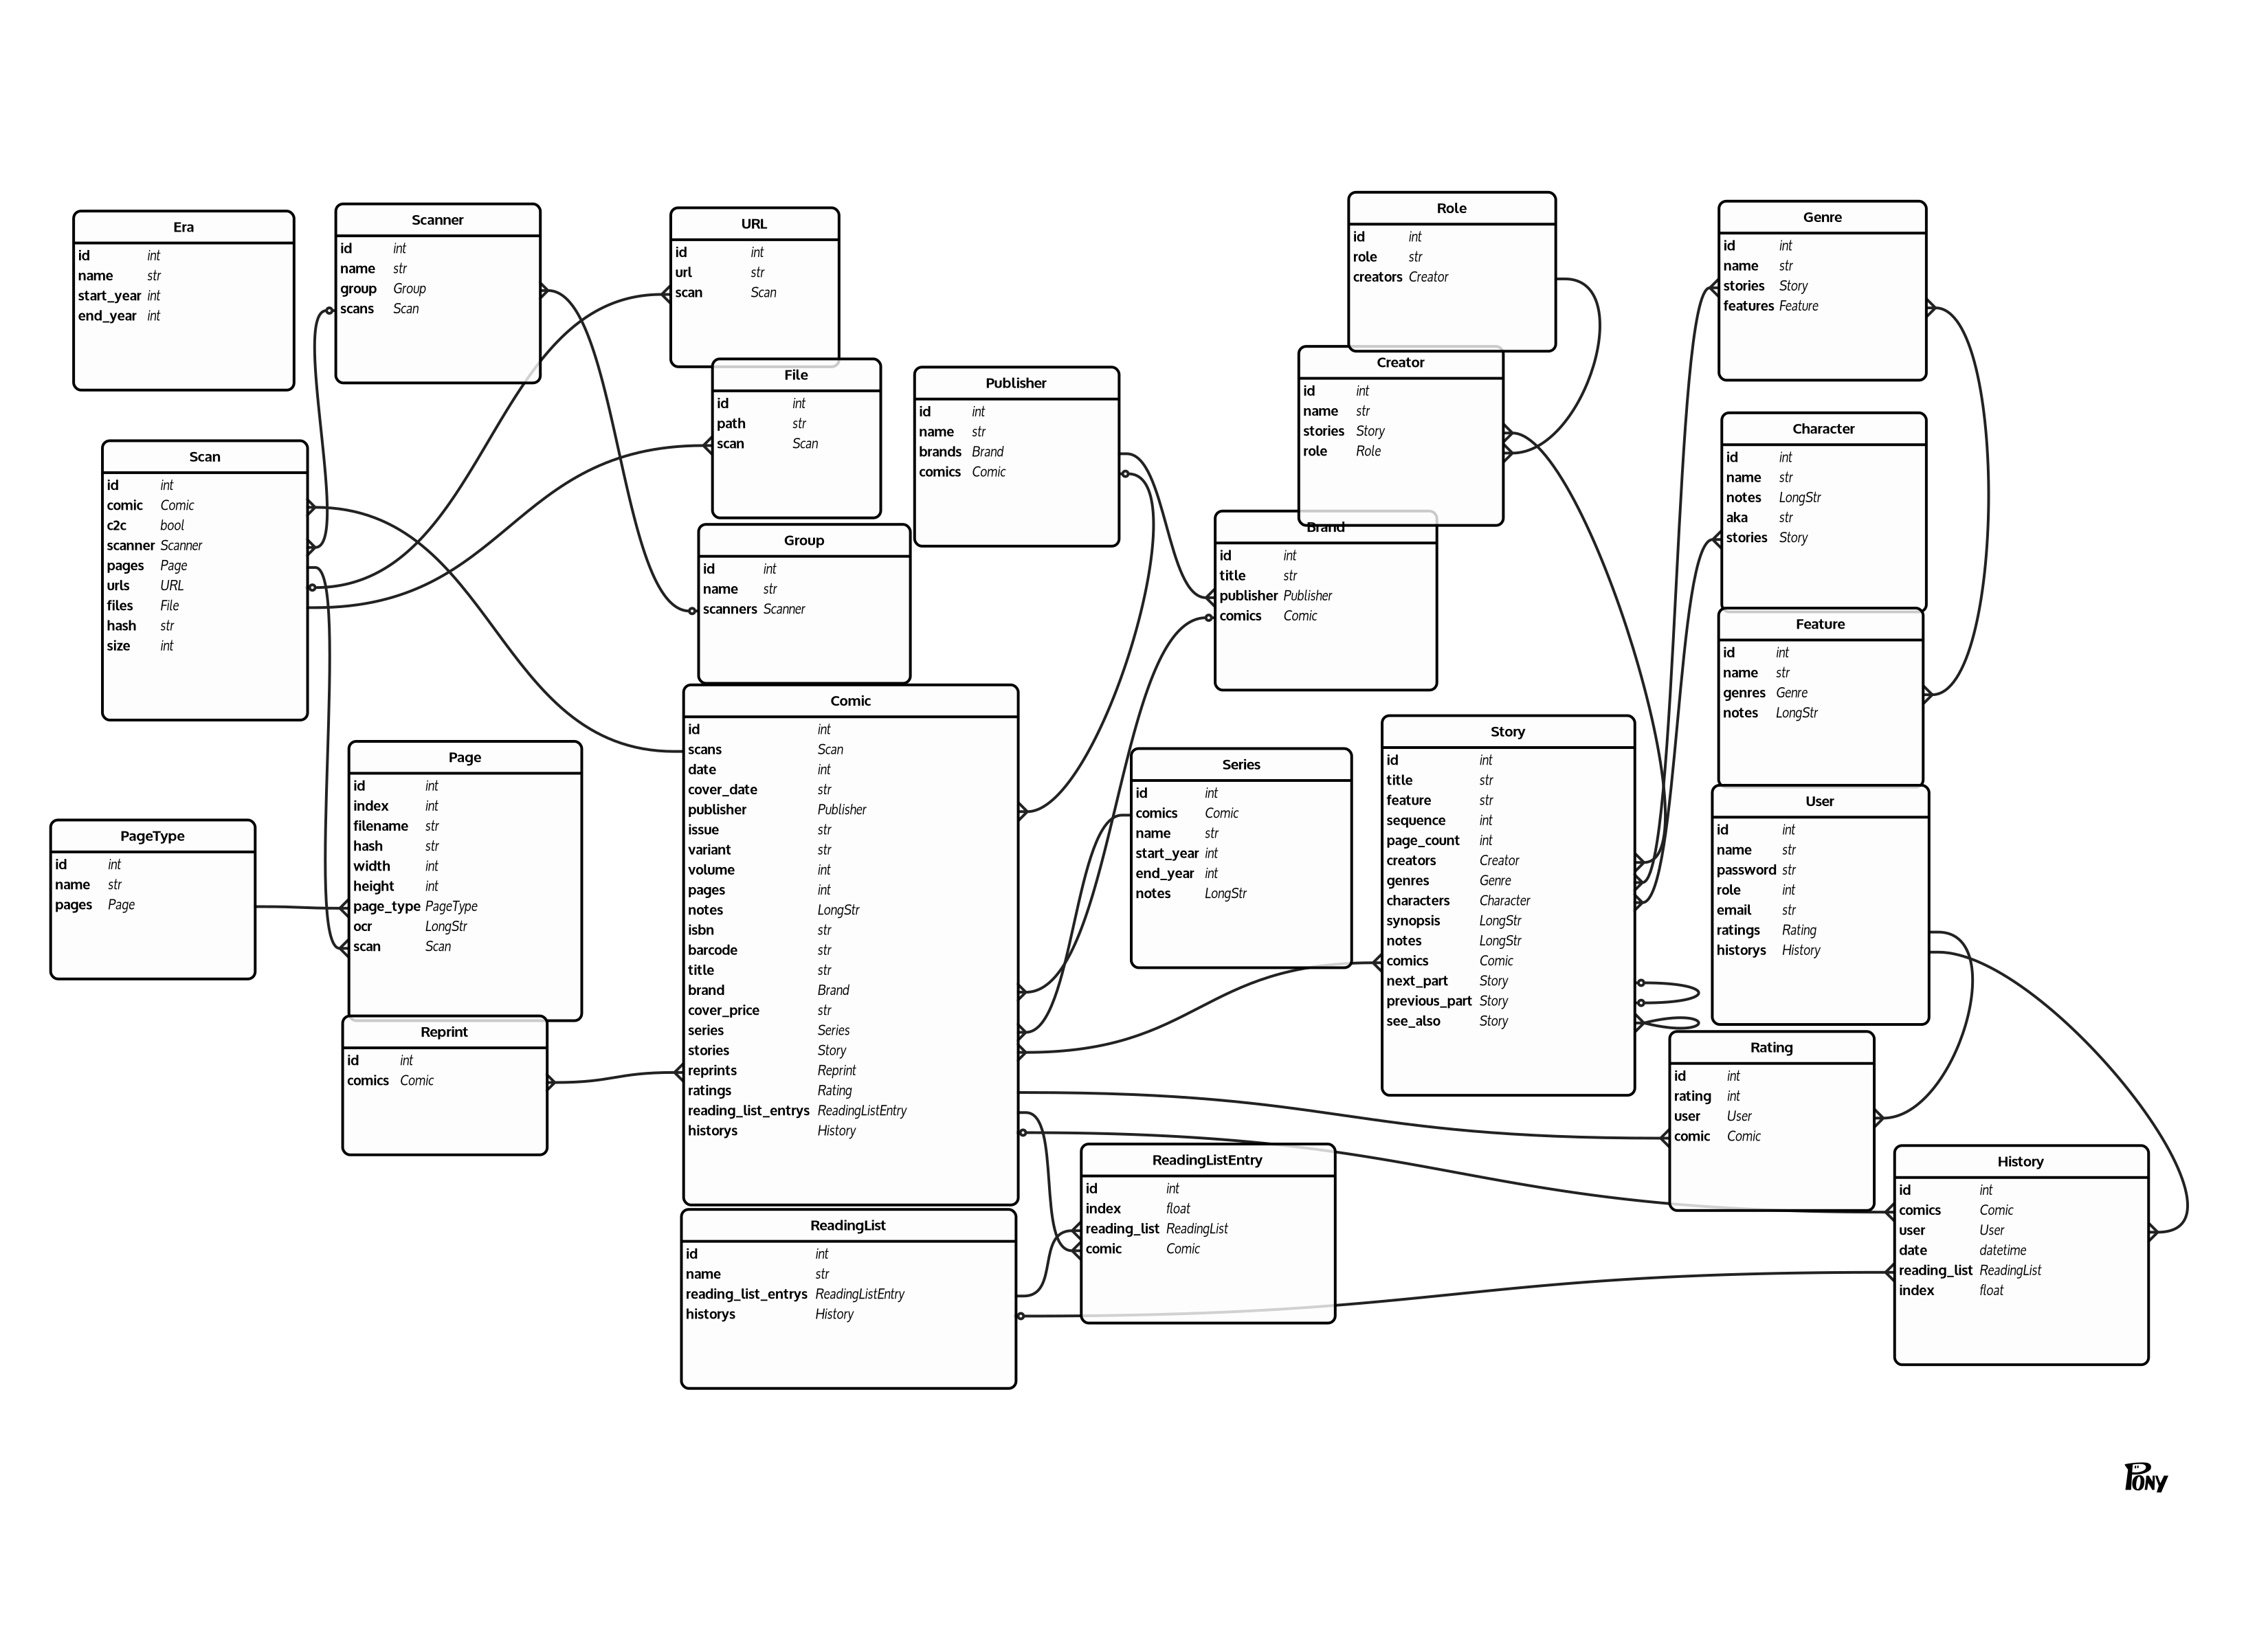 Era
id int
name str
start_year int
end_year int
Scanner
id int
name str
group Group
scans Scan
URL
id int
url str
scan Scan
File
id int
path str
scan Scan
Publisher
id int
name str
brands Brand
comics Comic
Role
id int
role str
creators Creator
Creator
id int
name str
stories Story
role Role
Genre
id int
name str
stories Story
features Feature
Scan
id int
comic Comic
c2c bool
scanner Scanner
pages Page
urls URL
files File
hash str
size int
Group
id int
name str
scanners Scanner
Brand
id int
title str
publisher Publisher
comics Comic
Character
id int
name str
notes LongStr
aka str
stories Story
Feature
id int
name str
genres Genre
notes LongStr
PageType
id int
name str
pages Page
Page
id int
index int
filename str
hash str
width int
height int
page_type PageType
ocr LongStr
scan Scan
Reprint
id int
comics Comic
Comic
id int
scans Scan
date int
cover_date str
publisher Publisher
issue str
variant str
volume int
pages int
notes LongStr
isbn str
barcode str
title str
brand Brand
cover_price str
series Series
stories Story
reprints Reprint
ratings Rating
reading_list_entrys ReadingListEntry
historys History
Series
id int
comics Comic
name str
start_year int
end_year int
notes LongStr
Story
id int
title str
feature str
sequence int
page_count int
creators Creator
genres Genre
characters Character
synopsis LongStr
notes LongStr
comics Comic
next_part Story
previous_part Story
see_also Story
User
id int
name str
password str
role int
email str
ratings Rating
historys History
Rating
id int
rating int
user User
comic Comic
ReadingList
id int
name str
reading_list_entrys ReadingListEntry
historys History
ReadingListEntry
id int
index float
reading_list ReadingList
comic Comic
History
id int
comics Comic
user User
date datetime
reading_list ReadingList
index float
PONY